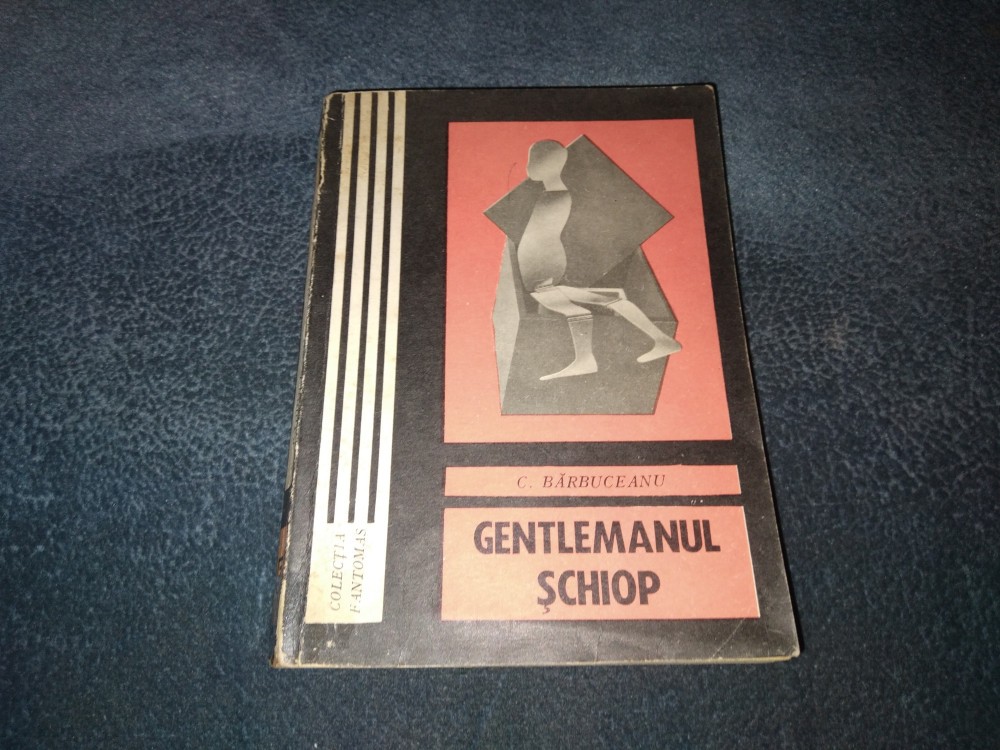 C. BĂRBUCEANU
GENTLEMANUL
ŞCHIOP
COLECŢIA
FANTOMAS